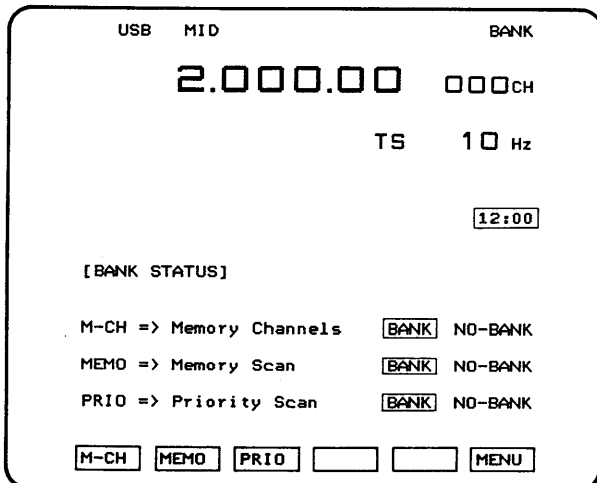 USB MID BANK
2.000.00 000CH
TS 10 Hz
12:00
[BANK STATUS]
M-CH => Memory Channels BANK NO-BANK
MEMO => Memory Scan BANK NO-BANK
PRIO => Priority Scan BANK NO-BANK
M-CH MEMO PRIO MENU